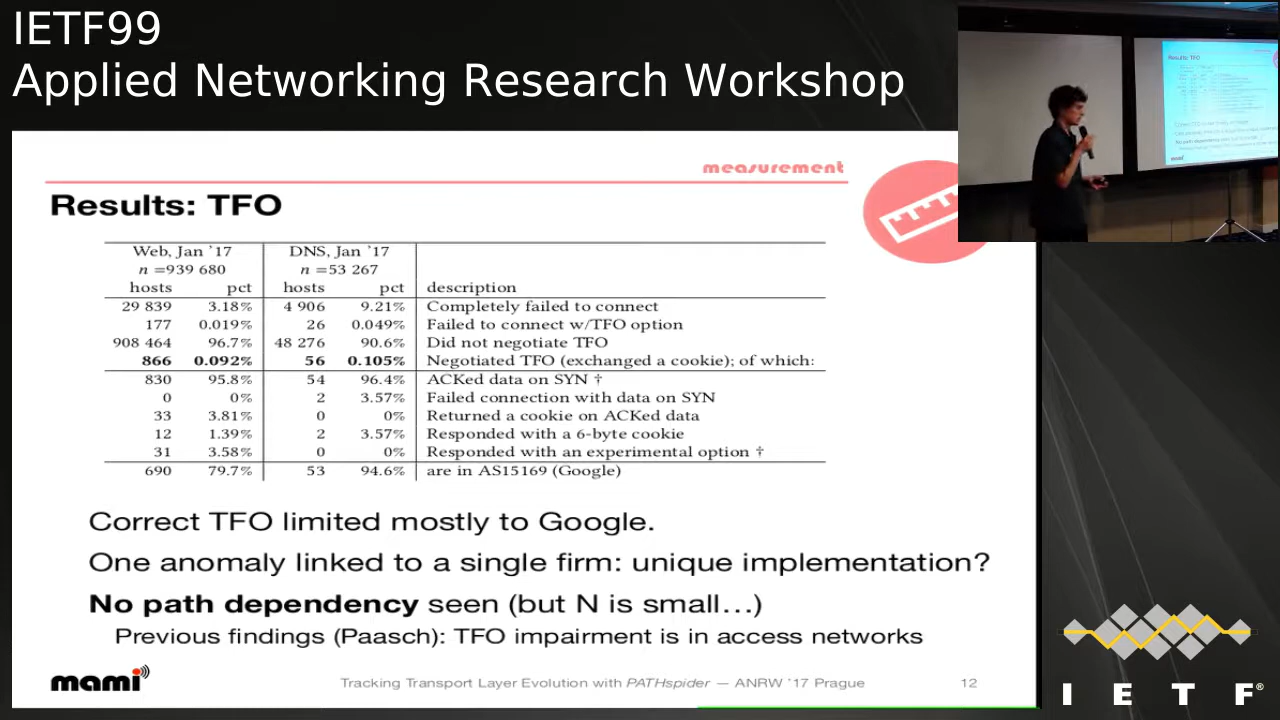 IETF99
Applied Networking Research Workshop
measurement
Results: TFO
Web, Jan ’17 DNS, Jan ’17
n =939 680 n =53 267
hosts pct hosts pct description
29 839 3.18% 4 906 9.21% Completely failed to connect
177 0.019% 26 0.049% Failed to connect w/TFO option
908 464 96.7% 48 276 90.6% Did not negotiate TFO
866 0.092% 56 0.105% Negotiated TFO (exchanged a cookie); of which:
830 95.8% 54 96.4% ACKed data on SYN †
0 0% 2 3.57% Failed connection with data on SYN
33 3.81% 0 0% Returned a cookie on ACKed data
12 1.39% 2 3.57% Responded with a 6-byte cookie
31 3.58% 0 0% Responded with an experimental option †
690 79.7% 53 94.6% are in AS15169 (Google)
Correct TFO limited mostly to Google.
One anomaly linked to a single firm: unique implementation?
No path dependency seen (but N is small…)
Previous findings (Paasch): TFO impairment is in access networks
mami
Tracking Transport Layer Evolution with PATHspider — ANRW '17 Prague 12
Results: TFO
No path dependency
mami
I E T F®